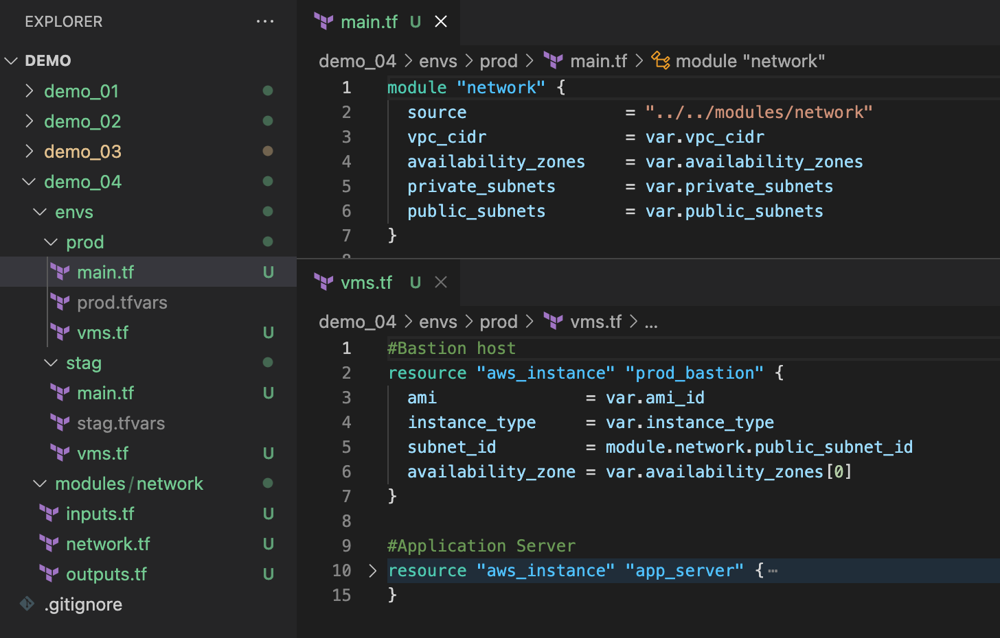 EXPLORER ...
DEMO
demo_01
demo_02
demo_03
demo_04
envs
prod
main.tf U
prod.tfvars
vms.tf U
stag
main.tf U
stag.tfvars
vms.tf U
modules/network
inputs.tf U
network.tf U
outputs.tf U
.gitignore
main.tf U
demo_04 > envs > prod > main.tf > module "network"
1 module "network" {
2 source = "../../modules/network"
3 vpc_cidr = var.vpc_cidr
4 availability_zones = var.availability_zones
5 private_subnets = var.private_subnets
6 public_subnets = var.public_subnets
7 }
vms.tf U
demo_04 > envs > prod > vms.tf > ...
1 #Bastion host
2 resource "aws_instance" "prod_bastion" {
3 ami = var.ami_id
4 instance_type = var.instance_type
5 subnet_id = module.network.public_subnet_id
6 availability_zone = var.availability_zones[0]
7 }
8
9 #Application Server
10 resource "aws_instance" "app_server" {...
15 }